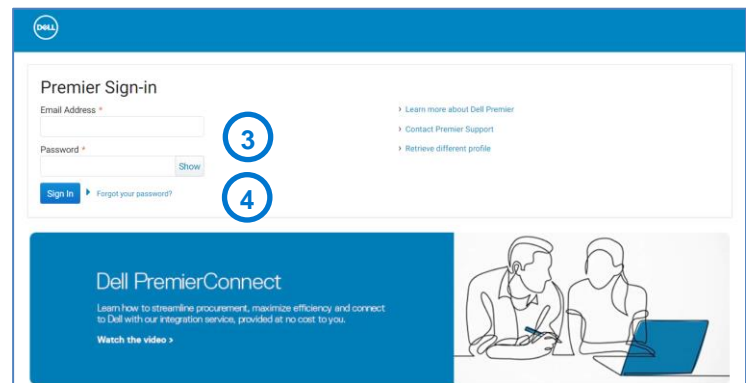 DELL
Premier Sign-in
Email Address *
Password *
Show
Sign In
Forgot your password?
3
4
› Learn more about Dell Premier
› Contact Premier Support
› Retrieve different profile
Dell PremierConnect
Learn how to streamline procurement, maximize efficiency and connect
to Dell with our integration service, provided at no cost to you.
Watch the video >